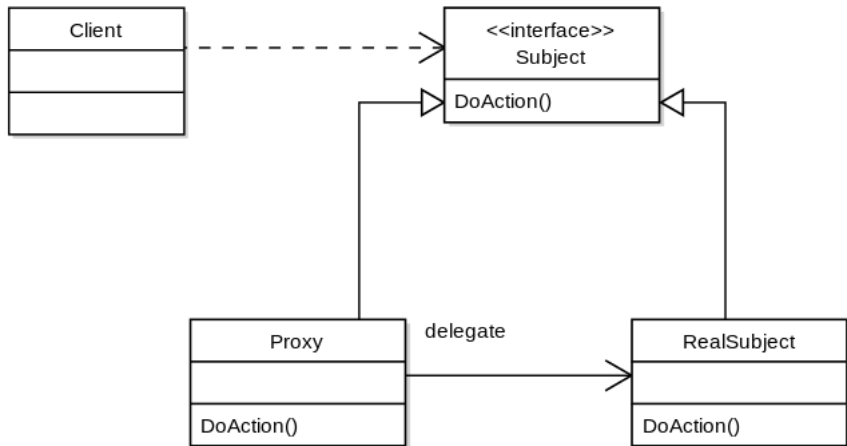 Client
<<interface>>
Subject
DoAction()
Proxy
delegate
RealSubject
DoAction()
DoAction()